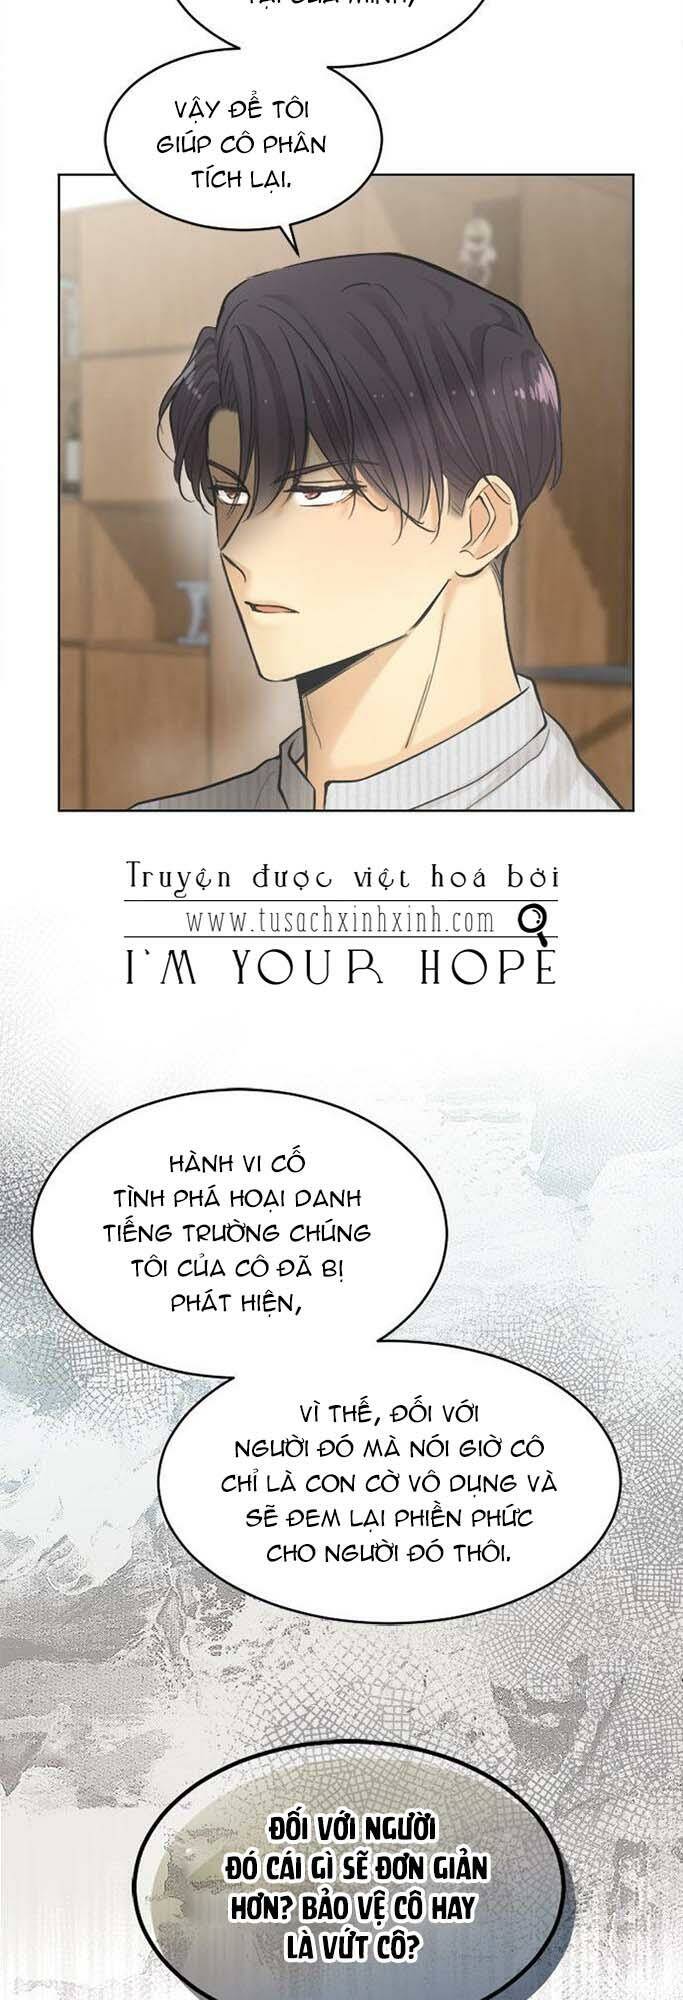 VẬY ĐỂ TÔI
GIÚP CÔ PHÂN
TÍCH LẠI.
Truyện được việt hoá bởi
www.tusachxinhxinh.com
I'M YOUR HOPE
HÀNH VI CỐ
TÌNH PHÁ HOẠI DANH
TIẾNG TRƯỜNG CHÚNG
TÔI CỦA CÔ ĐÃ BỊ
PHÁT HIỆN,
VÌ THẾ, ĐỐI VỚI
NGƯỜI ĐÓ MÀ NÓI GIỜ CÔ
CHỈ LÀ CON CỜ VÔ DỤNG VÀ
SẼ ĐEM LẠI PHIỀN PHỨC
CHO NGƯỜI ĐÓ THÔI.
ĐỐI VỚI NGƯỜI
ĐÓ CÁI GÌ SẼ ĐƠN GIẢN
HƠN? BẢO VỆ CÔ HAY
LÀ VỨT CÔ?